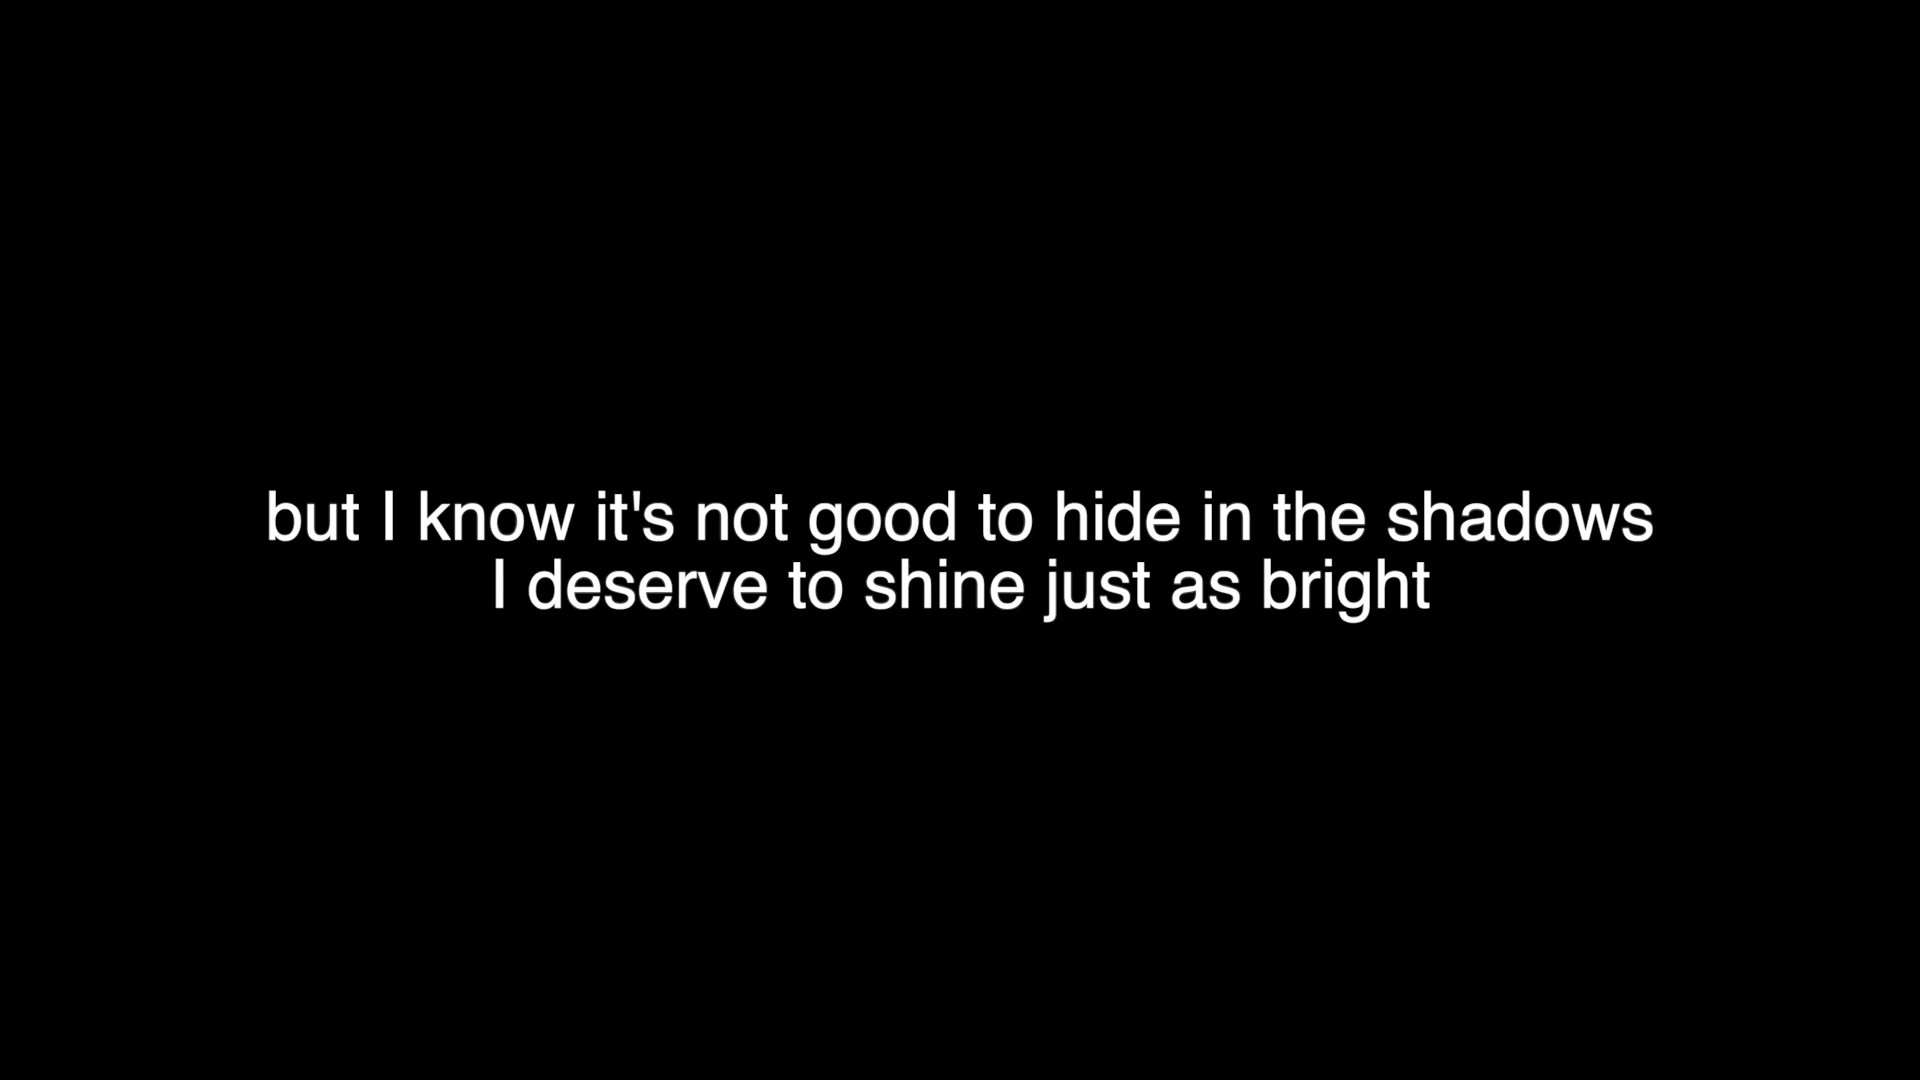 but I know it's not good to hide in the shadows
I deserve to shine just as bright